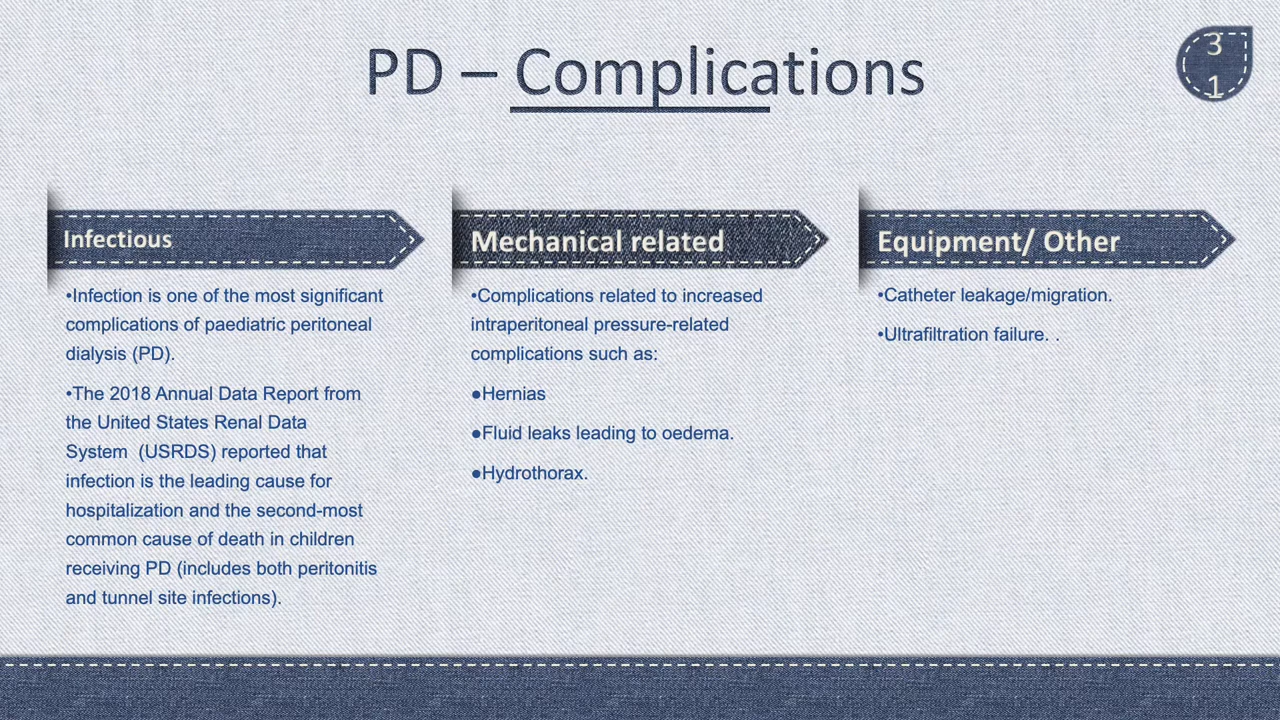 PD – Complications
3
1
Infectious
•Infection is one of the most significant
complications of paediatric peritoneal
dialysis (PD).
•The 2018 Annual Data Report from
the United States Renal Data
System  (USRDS) reported that
infection is the leading cause for
hospitalization and the second-most
common cause of death in children
receiving PD (includes both peritonitis
and tunnel site infections).
Mechanical related
•Complications related to increased
intraperitoneal pressure-related
complications such as:
●Hernias
●Fluid leaks leading to oedema.
●Hydrothorax.
Equipment/ Other
•Catheter leakage/migration.
•Ultrafiltration failure. .